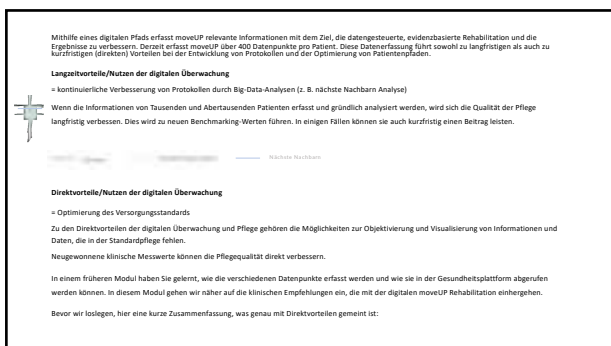 Mithilfe eines digitalen Pfads erfasst moveUP relevante Informationen mit dem Ziel, die datengesteuerte, evidenzbasierte Rehabilitation und die
Ergebnisse zu verbessern. Derzeit erfasst moveUP über 400 Datenpunkte pro Patient. Diese Datenerfassung führt sowohl zu langfristigen als auch zu
kurzfristigen (direkten) Vorteilen bei der Entwicklung von Protokollen und der Optimierung von Patientenpfaden.
Langzeitvorteile/Nutzen der digitalen Überwachung
= kontinuierliche Verbesserung von Protokollen durch Big-Data-Analysen (z. B. nächste Nachbarn Analyse)
Wenn die Informationen von Tausenden und Abertausenden Patienten erfasst und gründlich analysiert werden, wird sich die Qualität der Pflege
langfristig verbessen. Dies wird zu neuen Benchmarking-Werten führen. In einigen Fällen können sie auch kurzfristig einen Beitrag leisten.
Nächste Nachbarn
Direktvorteile/Nutzen der digitalen Überwachung
= Optimierung des Versorgungsstandards
Zu den Direktvorteilen der digitalen Überwachung und Pflege gehören die Möglichkeiten zur Objektivierung und Visualisierung von Informationen und
Daten, die in der Standardpflege fehlen.
Neugewonnene klinische Messwerte können die Pflegequalität direkt verbessern.
In einem früheren Modul haben Sie gelernt, wie die verschiedenen Datenpunkte erfasst werden und wie sie in der Gesundheitsplattform abgerufen
werden können. In diesem Modul gehen wir näher auf die klinischen Empfehlungen ein, die mit der digitalen moveUP Rehabilitation einhergehen.
Bevor wir loslegen, hier eine kurze Zusammenfassung, was genau mit Direktvorteilen gemeint ist: